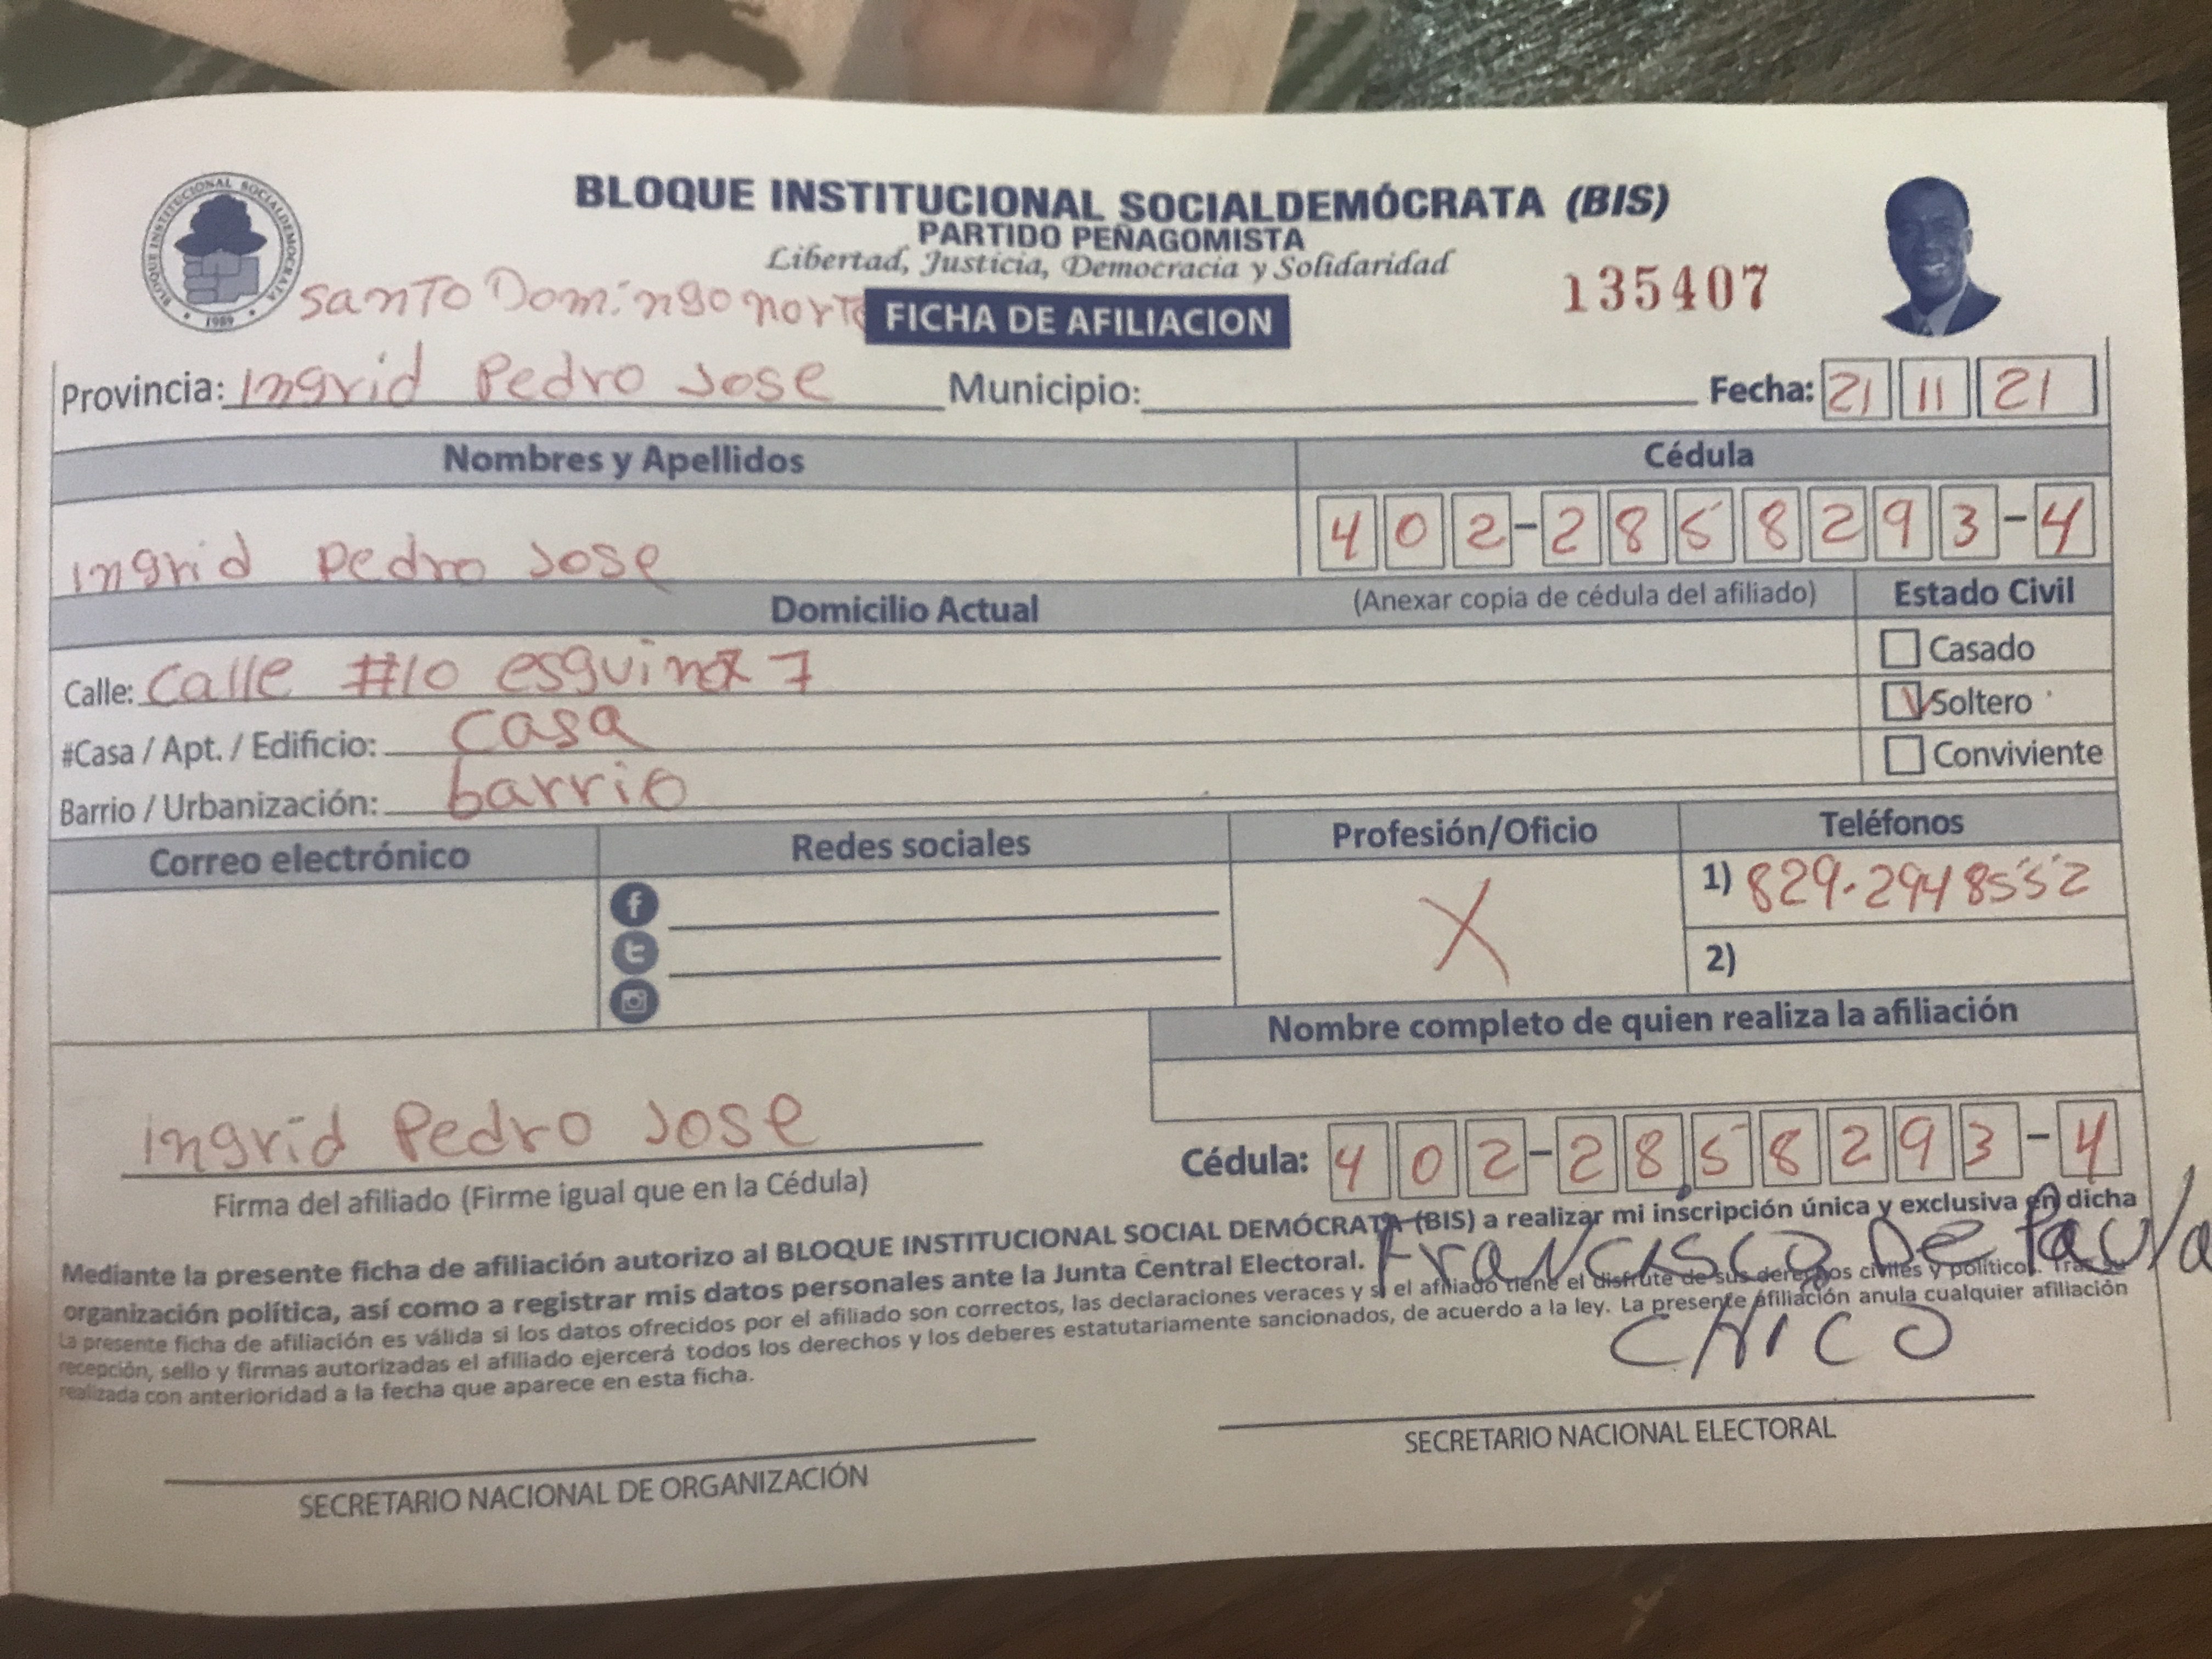 BLOQUE INSTITUCIONAL SOCIALDEMÓCRATA (BIS)
PARTIDO PEÑAGOMISTA
Libertad, Justicia, Democracia y Solidaridad
BLOQUE INSTITUCIONAL SOCIALDEMOCRATA
1989
santo Domingo norte
FICHA DE AFILIACION
135407
Provincia: Ingrid Pedro Jose Municipio: Fecha: 21 11 21
Nombres y Apellidos Cédula
Ingrid Pedro Jose 402-2858293-4
Domicilio Actual (Anexar copia de cédula del afiliado) Estado Civil
Calle: Calle #10 esquina 7 Casado
#Casa / Apt. / Edificio: casa Soltero
Barrio / Urbanización: barrio Conviviente
Correo electrónico Redes sociales Profesión/Oficio Teléfonos
X
1) 829-2948552
2)
Nombre completo de quien realiza la afiliación
Ingrid Pedro Jose
Firma del afiliado (Firme igual que en la Cédula)
Cédula: 402-2858293-4
Mediante la presente ficha de afiliación autorizo al BLOQUE INSTITUCIONAL SOCIAL DEMÓCRATA (BIS) a realizar mi inscripción única y exclusiva en dicha
organización política, así como a registrar mis datos personales ante la Junta Central Electoral.
Francisco De Paula
CHICO
La presente ficha de afiliación es válida si los datos ofrecidos por el afiliado son correctos, las declaraciones veraces y si el afiliado tiene el disfrute de sus derechos civiles y políticos. Tras su
recepción, sello y firmas autorizadas el afiliado ejercerá todos los derechos y los deberes estatutariamente sancionados, de acuerdo a la ley. La presente afiliación anula cualquier afiliación
realizada con anterioridad a la fecha que aparece en esta ficha.
SECRETARIO NACIONAL DE ORGANIZACIÓN
SECRETARIO NACIONAL ELECTORAL